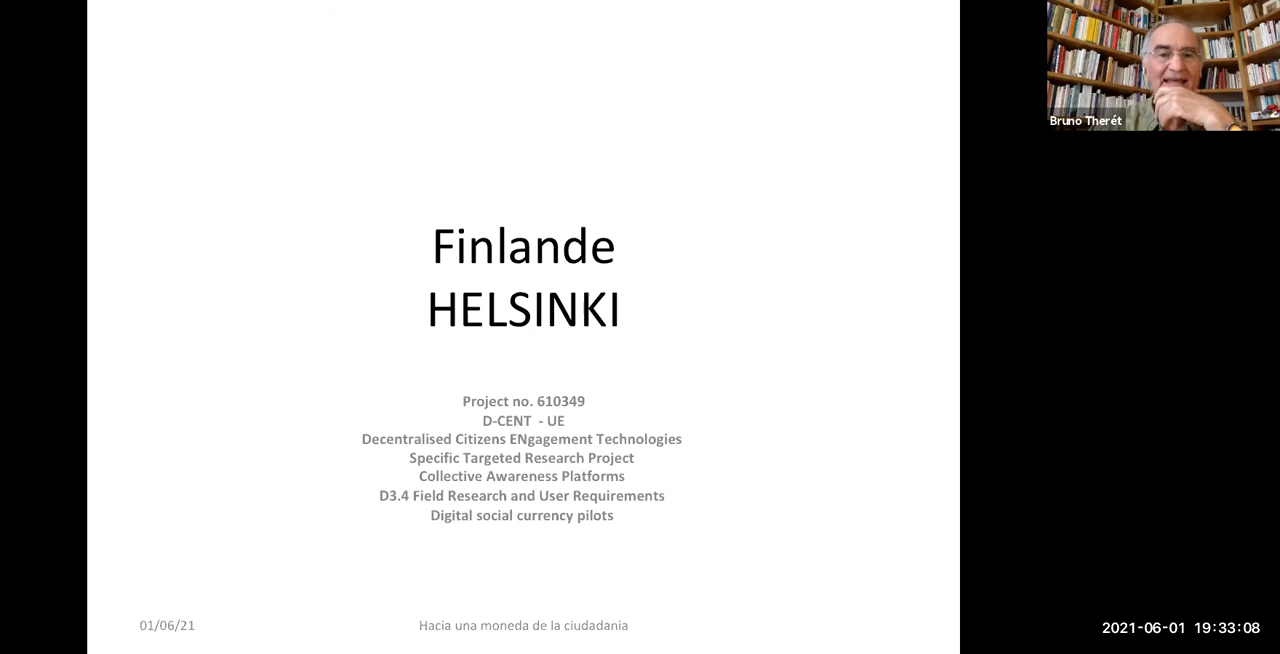 Finlande
HELSINKI
Project no. 610349
D-CENT - UE
Decentralised Citizens ENgagement Technologies
Specific Targeted Research Project
Collective Awareness Platforms
D3.4 Field Research and User Requirements
Digital social currency pilots
01/06/21
Hacia una moneda de la ciudadania
Bruno Therét
2021-06-01 19:33:08